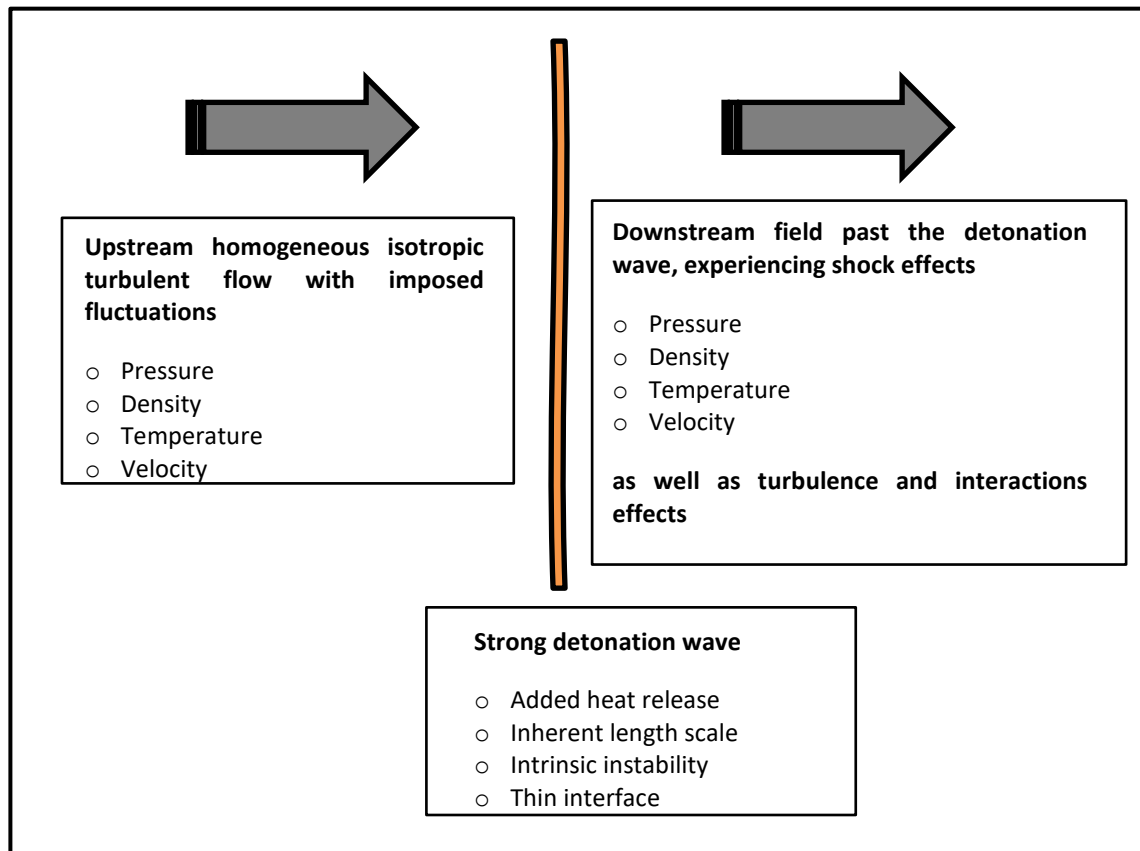 Upstream homogeneous isotropic
turbulent flow with imposed
fluctuations
○ Pressure
○ Density
○ Temperature
○ Velocity
Downstream field past the detonation
wave, experiencing shock effects
○ Pressure
○ Density
○ Temperature
○ Velocity
as well as turbulence and interactions
effects
Strong detonation wave
○ Added heat release
○ Inherent length scale
○ Intrinsic instability
○ Thin interface